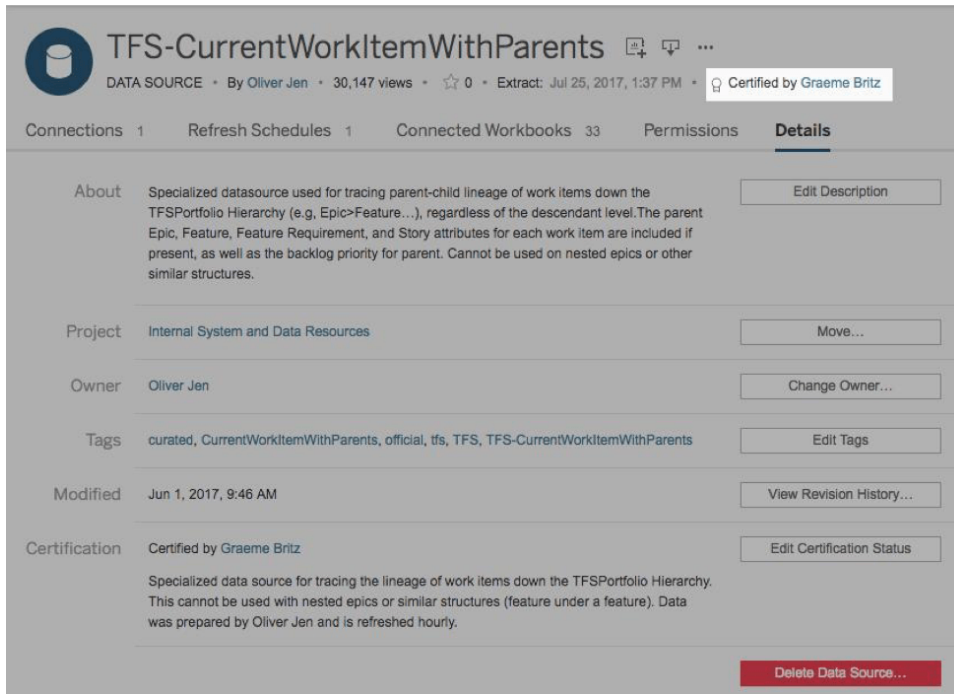 TFS-CurrentWorkItemWithParents
DATA SOURCE • By Oliver Jen • 30,147 views • 0 • Extract: Jul 25, 2017, 1:37 PM • Certified by Graeme Britz
Connections 1 Refresh Schedules 1 Connected Workbooks 33 Permissions Details
About
Specialized datasource used for tracing parent-child lineage of work items down the
TFSPortfolio Hierarchy (e.g, Epic>Feature...), regardless of the descendant level.The parent
Epic, Feature, Feature Requirement, and Story attributes for each work item are included if
present, as well as the backlog priority for parent. Cannot be used on nested epics or other
similar structures.
Edit Description
Project Internal System and Data Resources Move...
Owner Oliver Jen Change Owner...
Tags curated, CurrentWorkItemWithParents, official, tfs, TFS, TFS-CurrentWorkItemWithParents Edit Tags
Modified Jun 1, 2017, 9:46 AM View Revision History...
Certification Certified by Graeme Britz Edit Certification Status
Specialized data source for tracing the lineage of work items down the TFSPortfolio Hierarchy.
This cannot be used with nested epics or similar structures (feature under a feature). Data
was prepared by Oliver Jen and is refreshed hourly.
Delete Data Source...